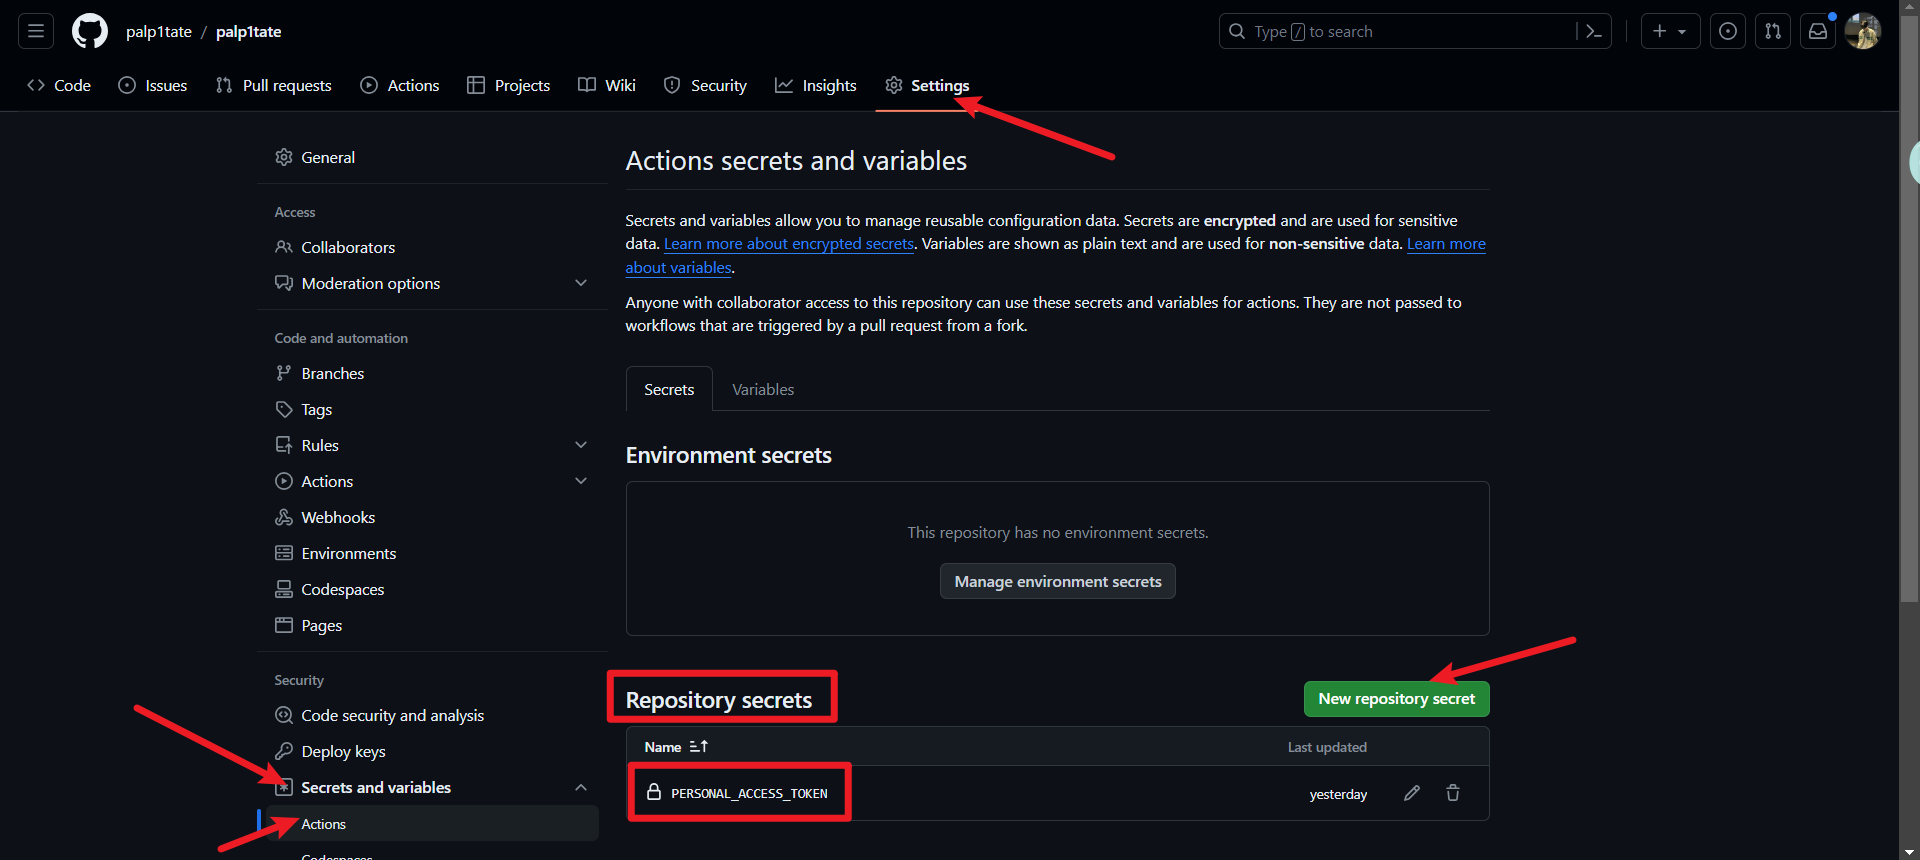 palp1tate / palp1tate
Type / to search
Code Issues Pull requests Actions Projects Wiki Security Insights Settings
General
Access
Collaborators
Moderation options
Code and automation
Branches
Tags
Rules
Actions
Webhooks
Environments
Codespaces
Pages
Security
Code security and analysis
Deploy keys
Secrets and variables
Actions
Codespaces
Actions secrets and variables
Secrets and variables allow you to manage reusable configuration data. Secrets are encrypted and are used for sensitive
data. Learn more about encrypted secrets. Variables are shown as plain text and are used for non-sensitive data. Learn more
about variables.
Anyone with collaborator access to this repository can use these secrets and variables for actions. They are not passed to
workflows that are triggered by a pull request from a fork.
Secrets Variables
Environment secrets
This repository has no environment secrets.
Manage environment secrets
Repository secrets
New repository secret
Name Last updated
PERSONAL_ACCESS_TOKEN yesterday